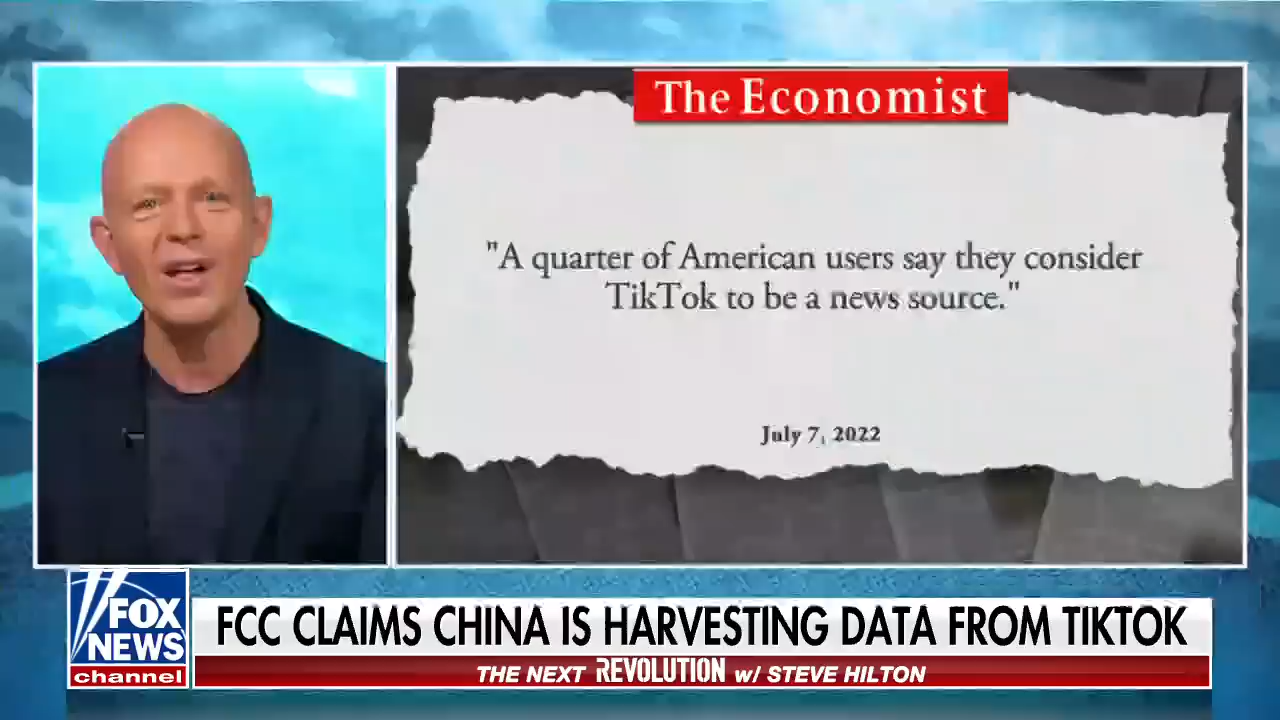 The Economist
"A quarter of American users say they consider
TikTok to be a news source."
July 7, 2022
FOX
NEWS
channel
FCC CLAIMS CHINA IS HARVESTING DATA FROM TIKTOK
THE NEXT REVOLUTION w/ STEVE HILTON